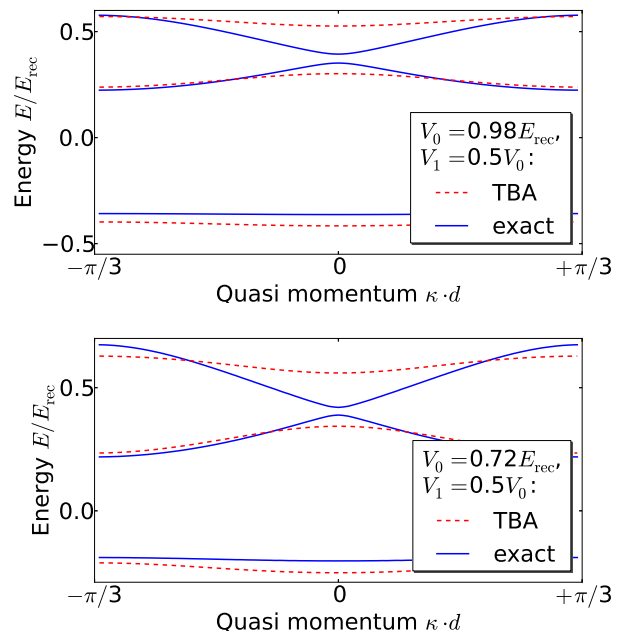 Energy E/E_rec
0.5
0.0
−0.5
V_0 = 0.98E_rec,
V_1 = 0.5V_0:
TBA
exact
−π/3 0 +π/3
Quasi momentum κ·d
Energy E/E_rec
0.5
0.0
V_0 = 0.72E_rec,
V_1 = 0.5V_0:
TBA
exact
−π/3 0 +π/3
Quasi momentum κ·d